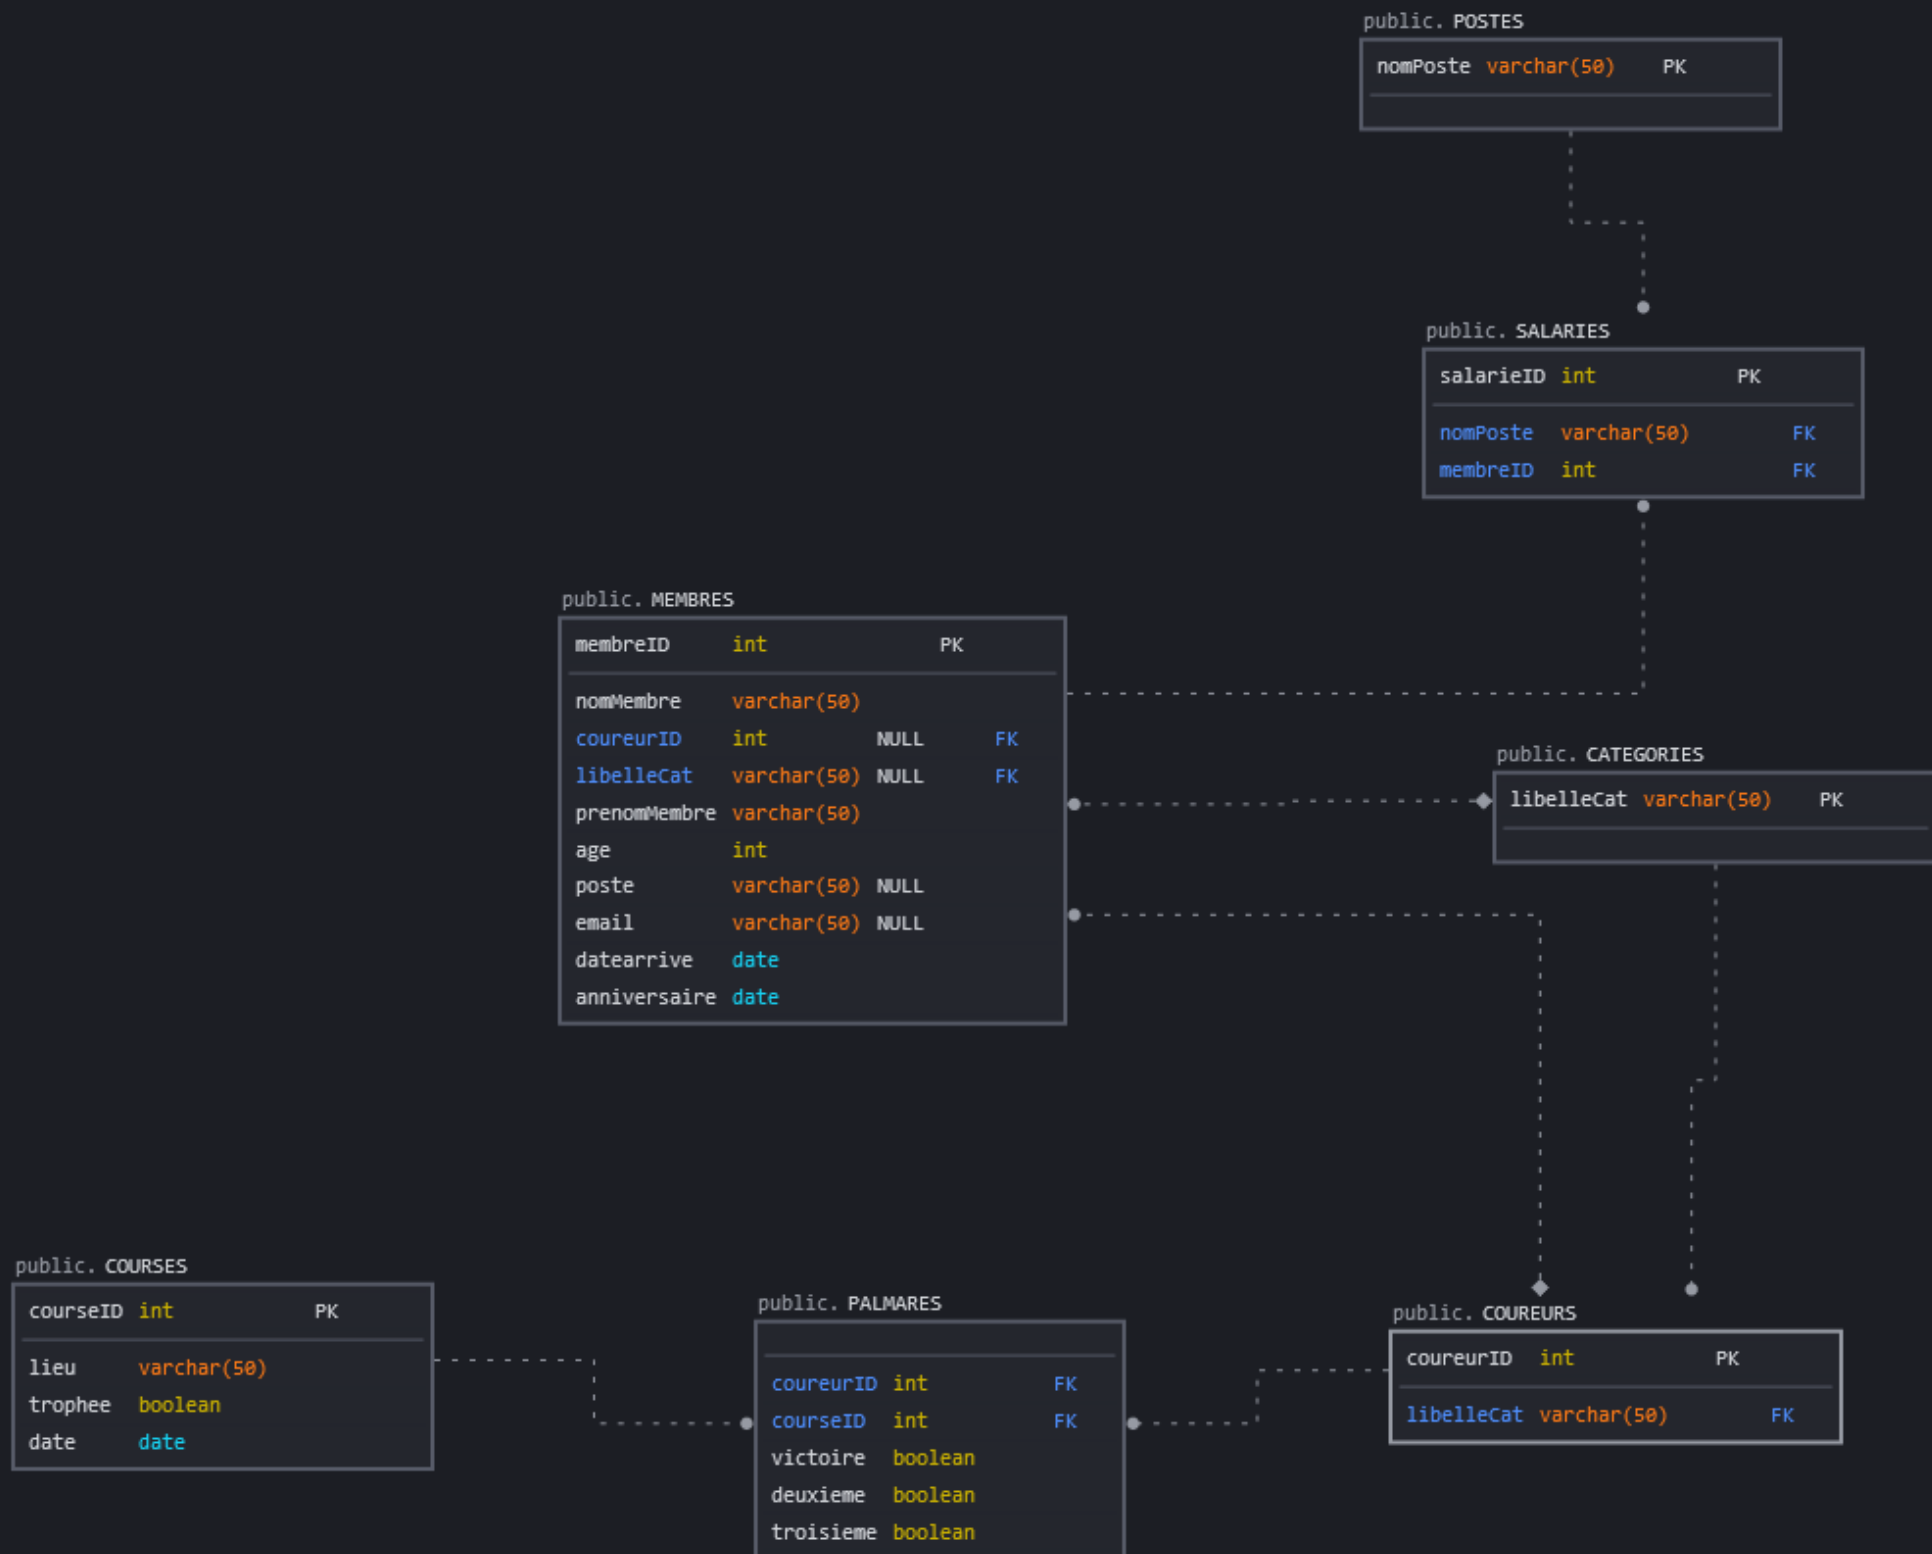 public. POSTES
nomPoste varchar(50) PK
public. SALARIES
salarieID int PK
nomPoste varchar(50) FK
membreID int FK
public. MEMBRES
membreID int PK
nomMembre varchar(50)
coureurID int NULL FK
libelleCat varchar(50) NULL FK
prenomMembre varchar(50)
age int
poste varchar(50) NULL
email varchar(50) NULL
datearrive date
anniversaire date
public. CATEGORIES
libelleCat varchar(50) PK
public. COURSES
courseID int PK
lieu varchar(50)
trophee boolean
date date
public. PALMARES
coureurID int FK
courseID int FK
victoire boolean
deuxieme boolean
troisieme boolean
public. COUREURS
coureurID int PK
libelleCat varchar(50) FK